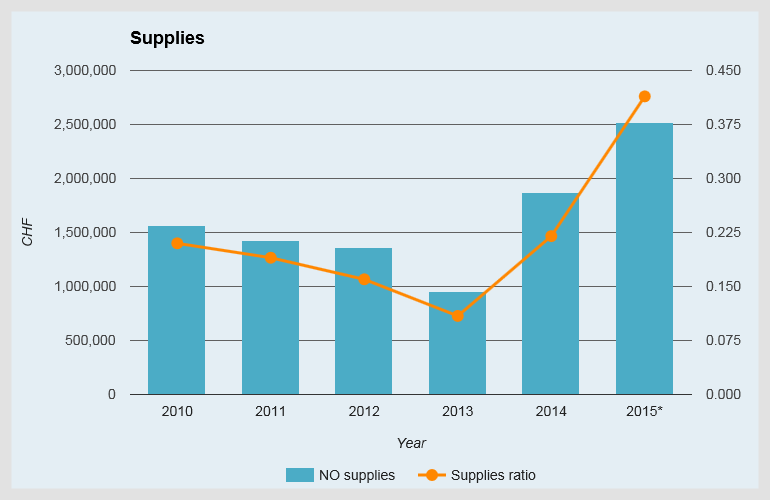 Supplies
3,000,000 0.450
2,500,000 0.375
2,000,000 0.300
1,500,000 0.225
1,000,000 0.150
500,000 0.075
0 0.000
CHF
2010 2011 2012 2013 2014 2015*
Year
NO supplies Supplies ratio